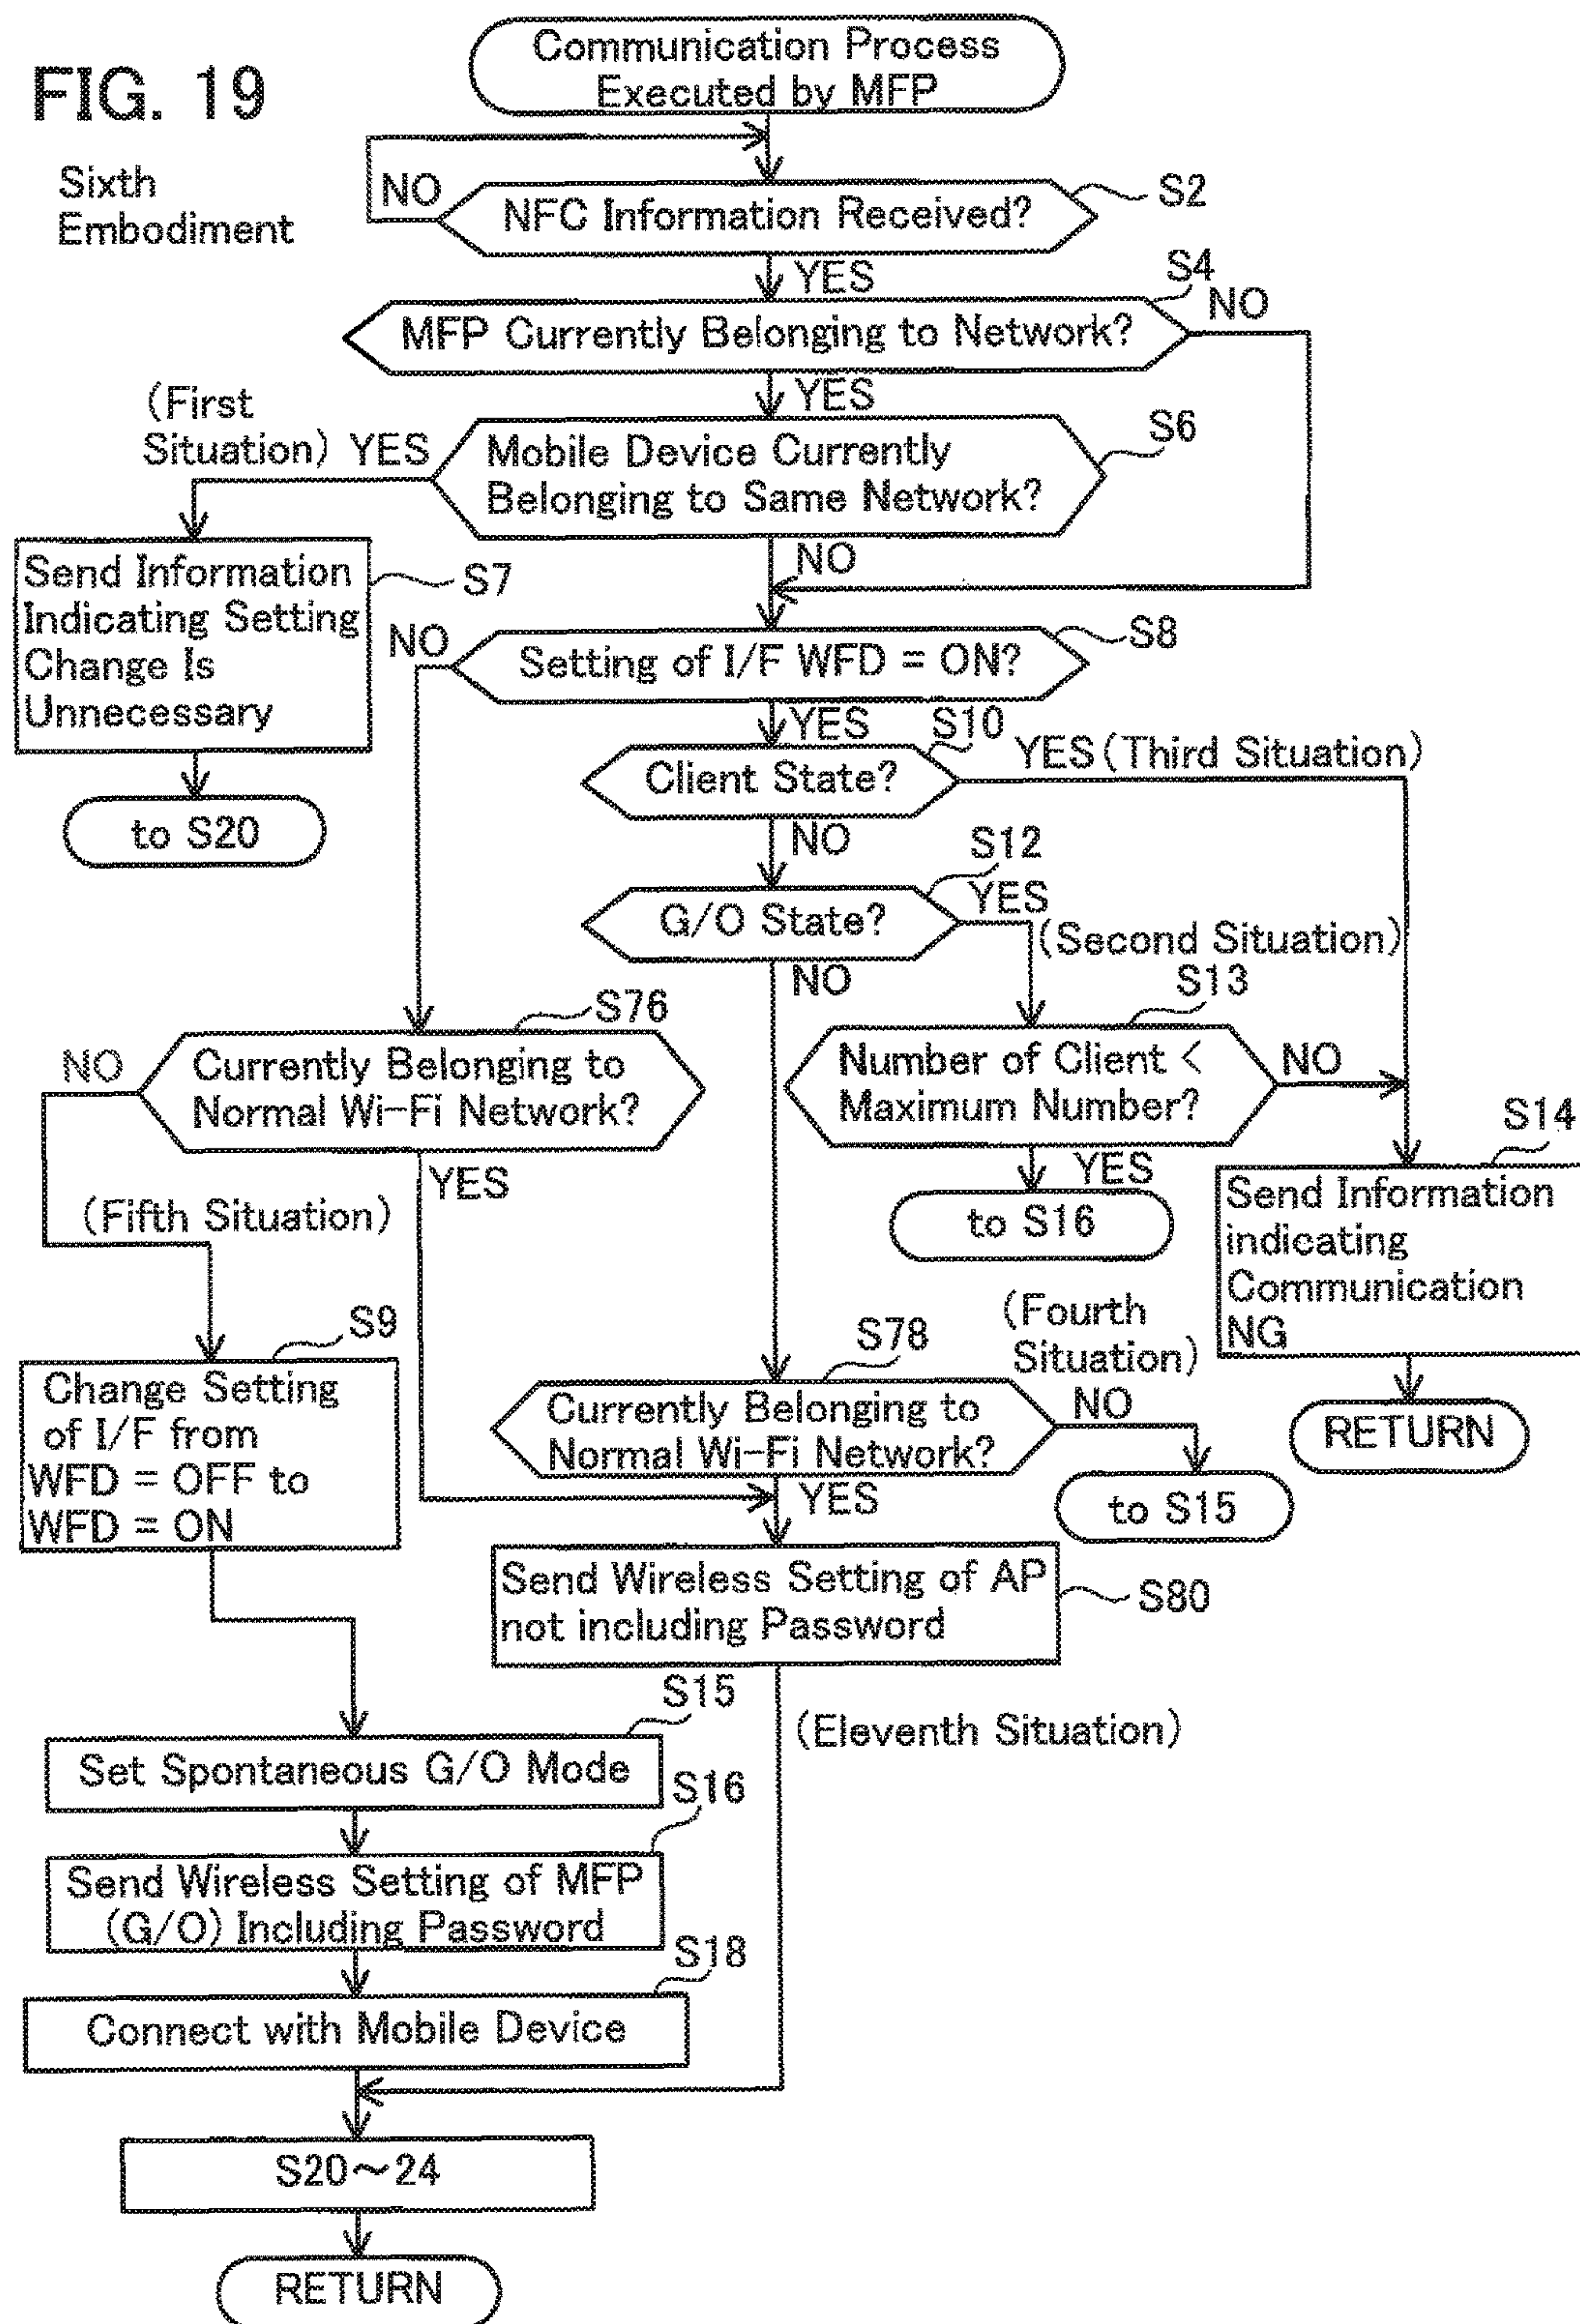 FIG. 19
Sixth
Embodiment
Communication Process
Executed by MFP
NO
NFC Information Received?
S2
YES
S4
MFP Currently Belonging to Network?
NO
YES
(First
Situation) YES
Mobile Device Currently
Belonging to Same Network?
S6
NO
Send Information
Indicating Setting
Change Is
Unnecessary
S7
to S20
NO
Setting of I/F WFD = ON?
S8
YES
S10
Client State?
YES (Third Situation)
NO
S12
G/O State?
YES
(Second Situation)
NO
S13
Number of Client <
Maximum Number?
NO
YES
to S16
S14
Send Information
indicating
Communication
NG
RETURN
S76
NO
Currently Belonging to
Normal Wi-Fi Network?
YES
(Fifth Situation)
S9
Change Setting
of I/F from
WFD = OFF to
WFD = ON
S78
(Fourth
Situation)
Currently Belonging to
Normal Wi-Fi Network?
NO
to S15
YES
Send Wireless Setting of AP
not including Password
S80
(Eleventh Situation)
S15
Set Spontaneous G/O Mode
S16
Send Wireless Setting of MFP
(G/O) Including Password
S18
Connect with Mobile Device
S20~24
RETURN